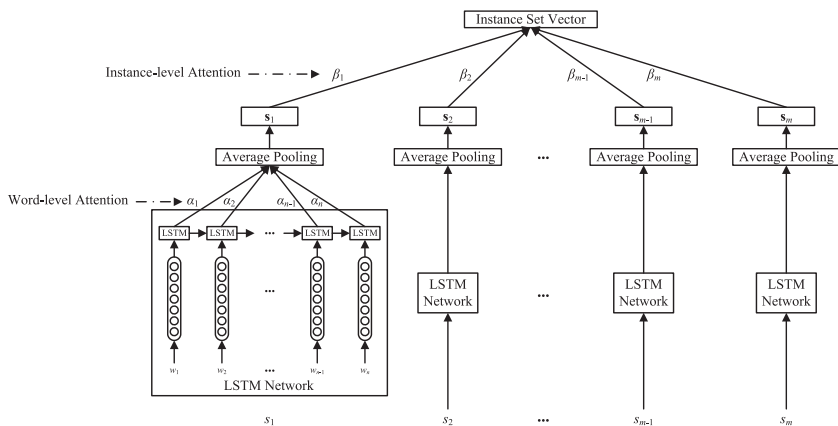 Instance Set Vector
Instance-level Attention β1 β2 βm-1 βm
s1 s2 sm-1 sm
Average Pooling Average Pooling ... Average Pooling Average Pooling
Word-level Attention α1 α2 αn-1 αn
LSTM LSTM ... LSTM LSTM
... LSTM Network LSTM Network ... LSTM Network
w1 w2 ... wn-1 wn
LSTM Network
s1 s2 ... sm-1 sm